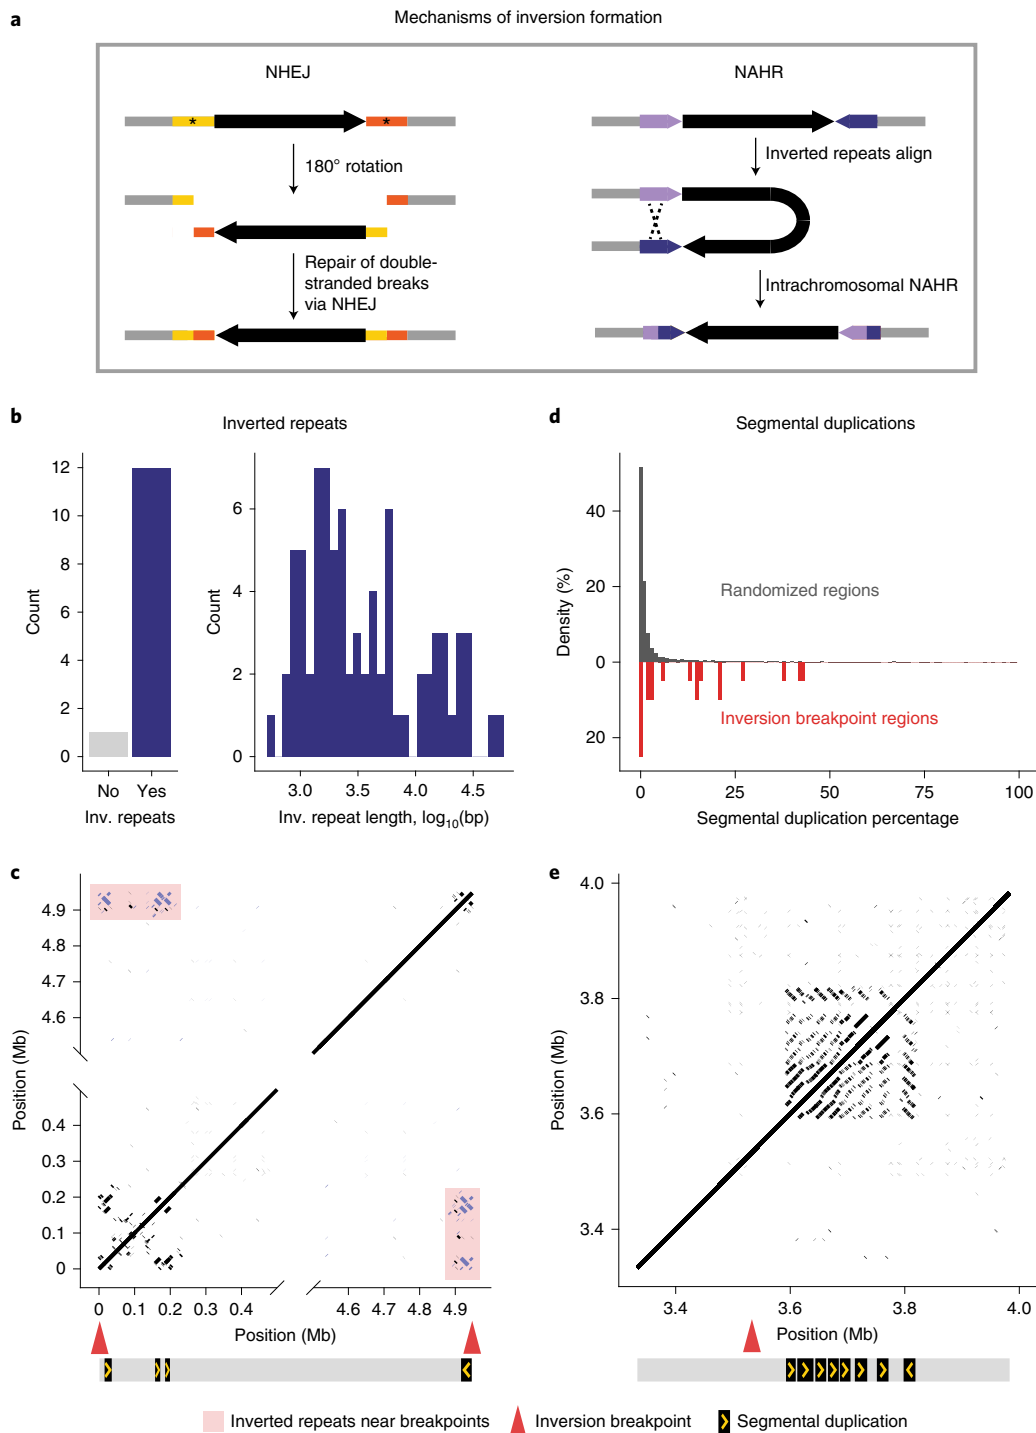 a
Mechanisms of inversion formation
NHEJ
NAHR
*
*
180° rotation
Inverted repeats align
Repair of double-
stranded breaks
via NHEJ
Intrachromosomal NAHR
b
Inverted repeats
12
10
8
6
4
2
0
Count
No
Yes
Inv. repeats
6
4
2
0
Count
3.0
3.5
4.0
4.5
Inv. repeat length, log10(bp)
d
Segmental duplications
40
20
0
20
Density (%)
Randomized regions
Inversion breakpoint regions
0
25
50
75
100
Segmental duplication percentage
c
4.9
4.8
4.7
4.6
0.4
0.3
0.2
0.1
0
Position (Mb)
0
0.1
0.2
0.3
0.4
4.6
4.7
4.8
4.9
Position (Mb)
e
4.0
3.8
3.6
3.4
Position (Mb)
3.4
3.6
3.8
4.0
Position (Mb)
Inverted repeats near breakpoints
Inversion breakpoint
Segmental duplication